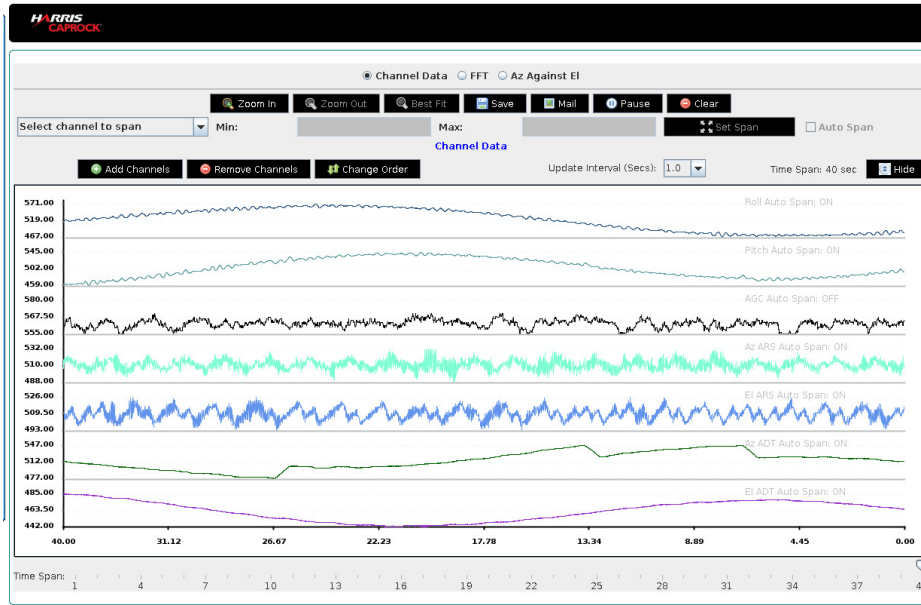 HARRIS
CAPROCK
Channel Data FFT Az Against El
Zoom In Zoom Out Best Fit Save Mail Pause Clear
Select channel to span Min: Max: Set Span Auto Span
Channel Data
Add Channels Remove Channels Change Order Update Interval (Secs): 1.0 Time Span: 40 sec Hide
571.00 Roll Auto Span: ON
519.00
467.00
545.00 Pitch Auto Span: ON
502.00
459.00
580.00 AGC Auto Span: OFF
567.50
555.00
532.00 Az ARS Auto Span: ON
510.00
488.00
526.00 El ARS Auto Span: ON
509.50
493.00
547.00 Az ADT Auto Span: ON
512.00
477.00
485.00 El ADT Auto Span: ON
463.50
442.00
40.00 31.12 26.67 22.23 17.78 13.34 8.89 4.45 0.00
Time Span:
1 4 7 10 13 16 19 22 25 28 31 34 37 4